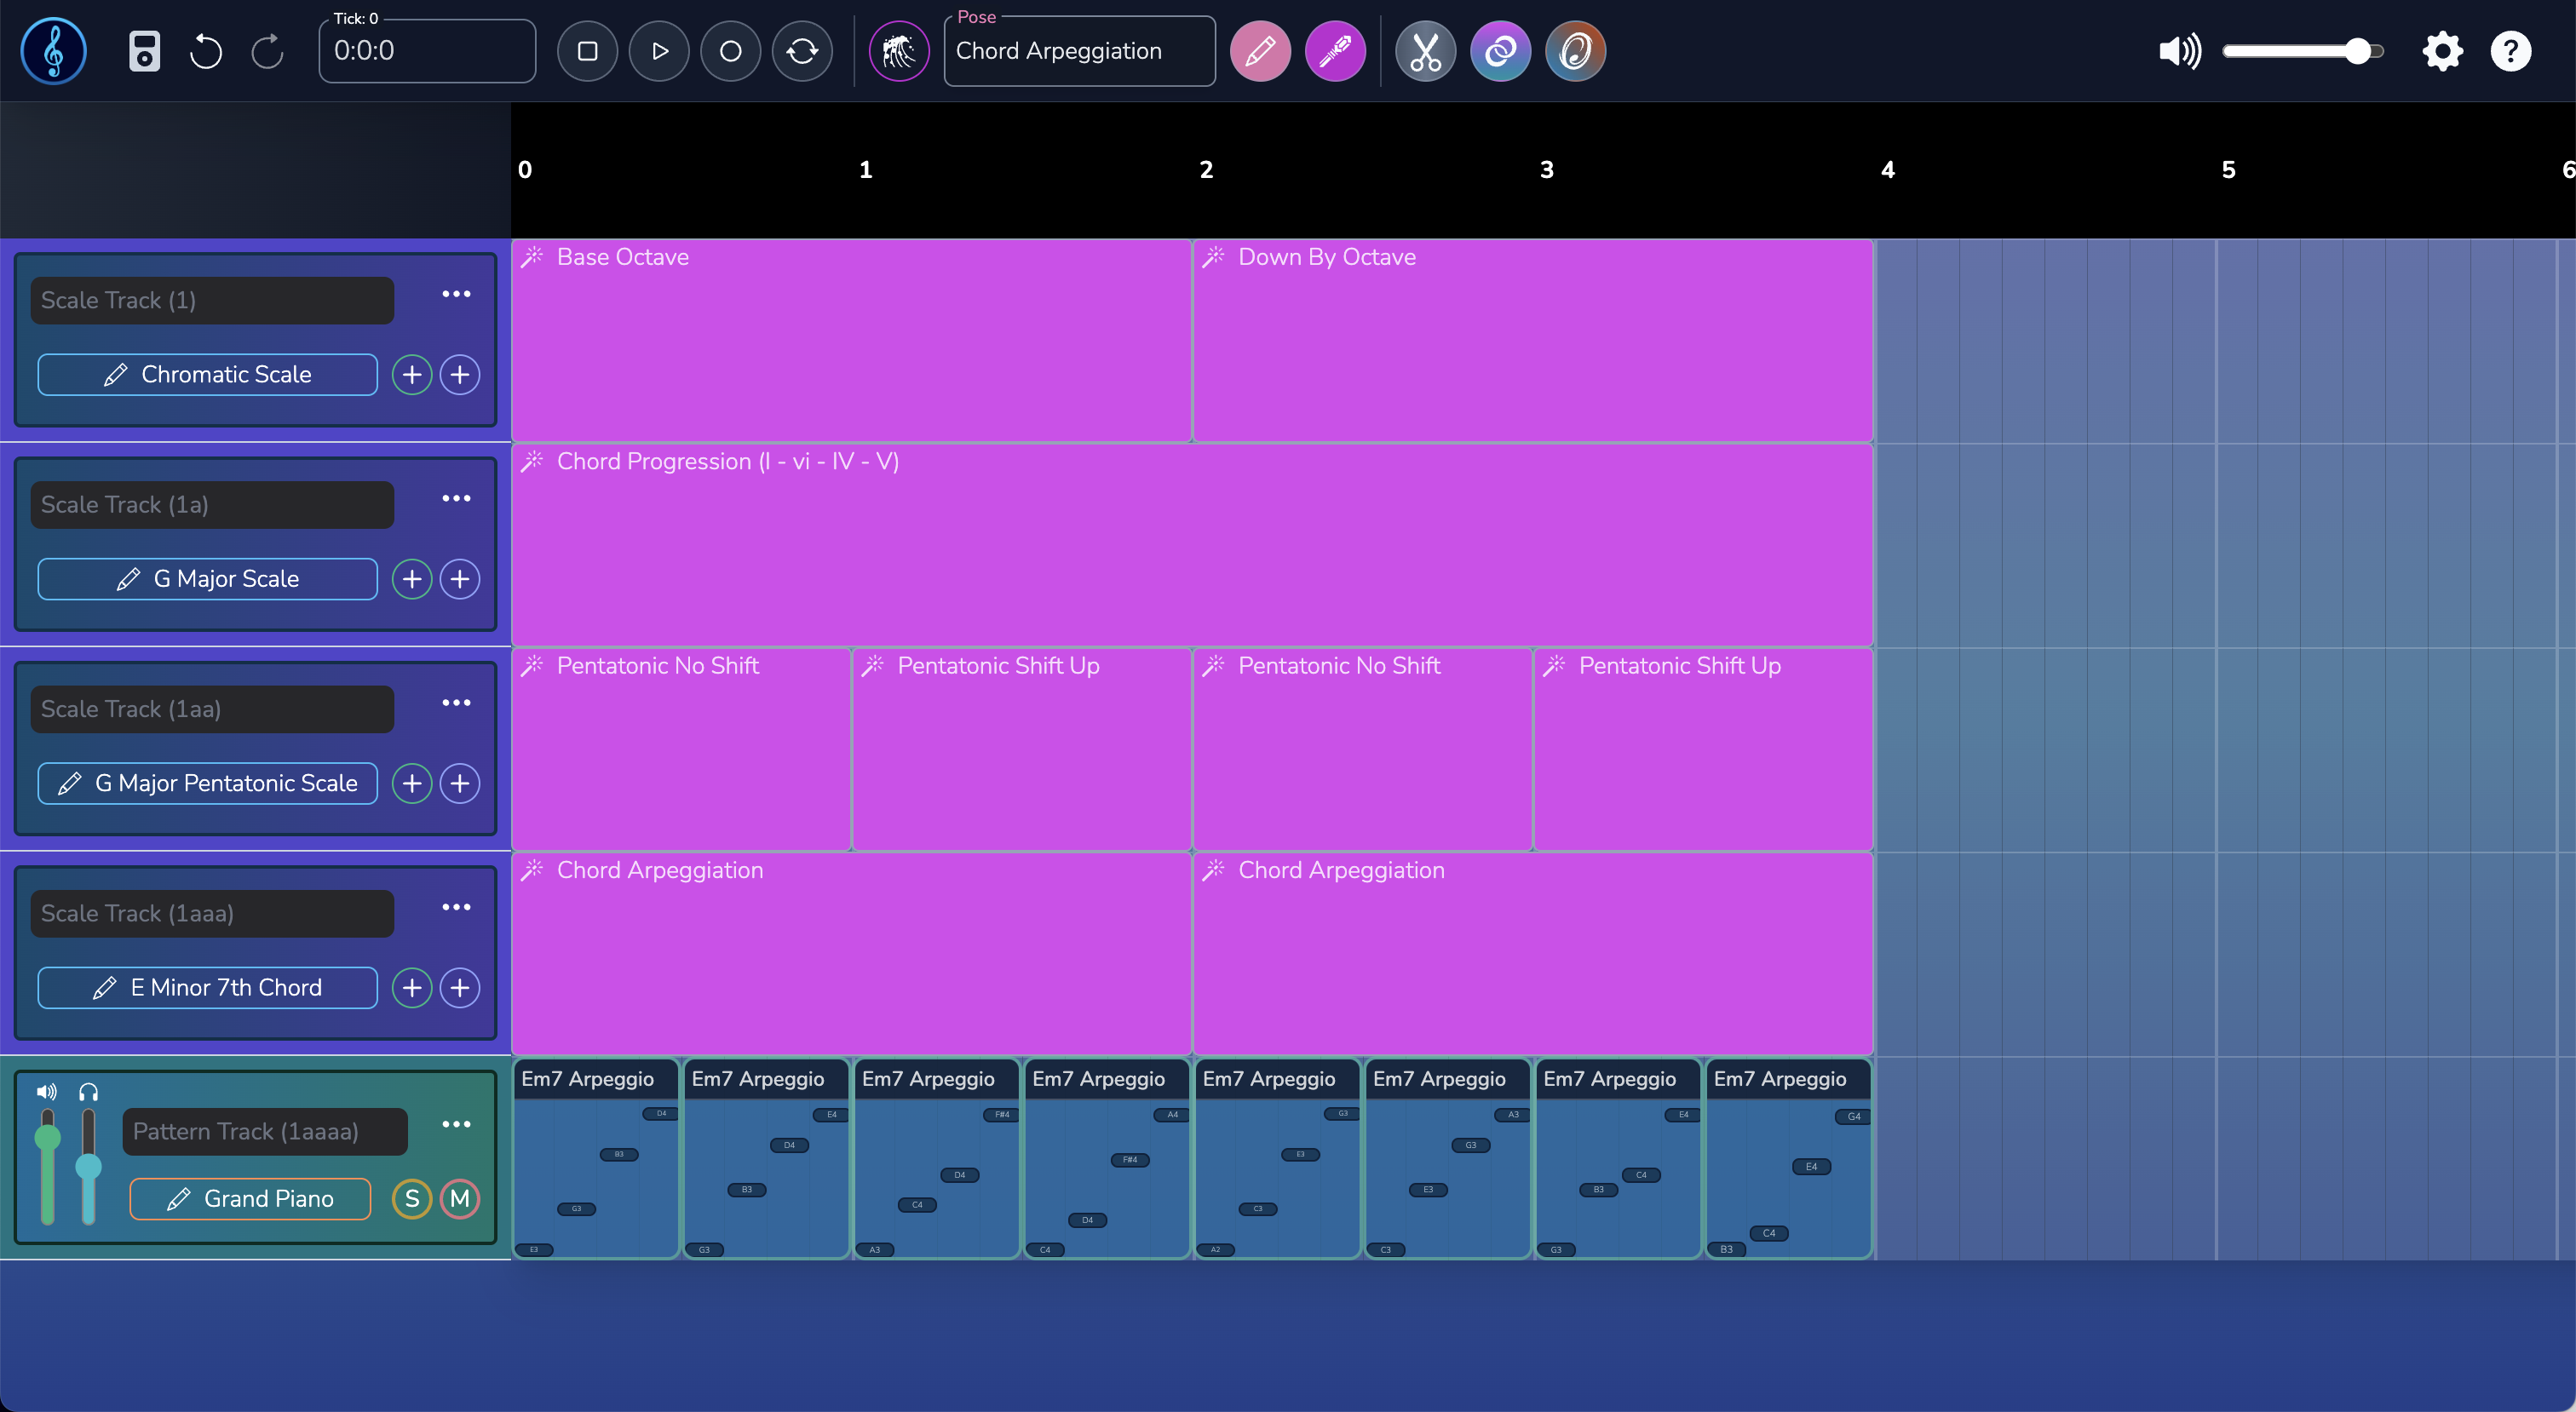 Tick: 0
0:0:0
Pose
Chord Arpeggiation
?
0 1 2 3 4 5 6
Scale Track (1)
Chromatic Scale
Base Octave
Down By Octave
Scale Track (1a)
G Major Scale
Chord Progression (I - vi - IV - V)
Scale Track (1aa)
G Major Pentatonic Scale
Pentatonic No Shift
Pentatonic Shift Up
Pentatonic No Shift
Pentatonic Shift Up
Scale Track (1aaa)
E Minor 7th Chord
Chord Arpeggiation
Chord Arpeggiation
Pattern Track (1aaaa)
Grand Piano
S
M
Em7 Arpeggio
E3 G3 B3 D4
Em7 Arpeggio
G3 B3 D4 E4
Em7 Arpeggio
A3 C4 D4 F#4
Em7 Arpeggio
C4 D4 F#4 A4
Em7 Arpeggio
A2 C3 E3 G3
Em7 Arpeggio
C3 E3 G3 A3
Em7 Arpeggio
G3 B3 C4 E4
Em7 Arpeggio
B3 C4 E4 G4